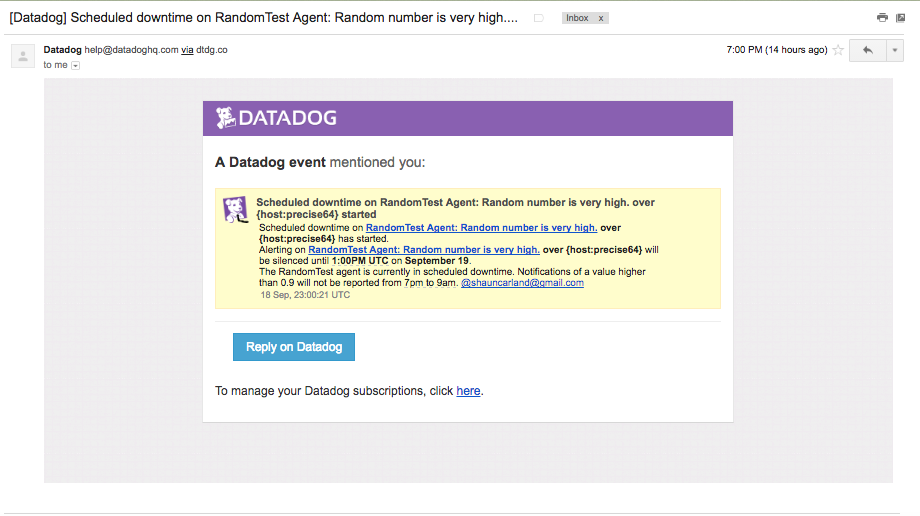 [Datadog] Scheduled downtime on RandomTest Agent: Random number is very high....
Inbox x
Datadog help@datadoghq.com via dtdg.co
7:00 PM (14 hours ago)
to me
DATADOG
A Datadog event mentioned you:
Scheduled downtime on RandomTest Agent: Random number is very high. over
{host:precise64} started
Scheduled downtime on RandomTest Agent: Random number is very high. over
{host:precise64} has started.
Alerting on RandomTest Agent: Random number is very high. over {host:precise64} will
be silenced until 1:00PM UTC on September 19.
The RandomTest agent is currently in scheduled downtime. Notifications of a value higher
than 0.9 will not be reported from 7pm to 9am. @shauncarland@gmail.com
18 Sep, 23:00:21 UTC
Reply on Datadog
To manage your Datadog subscriptions, click here.